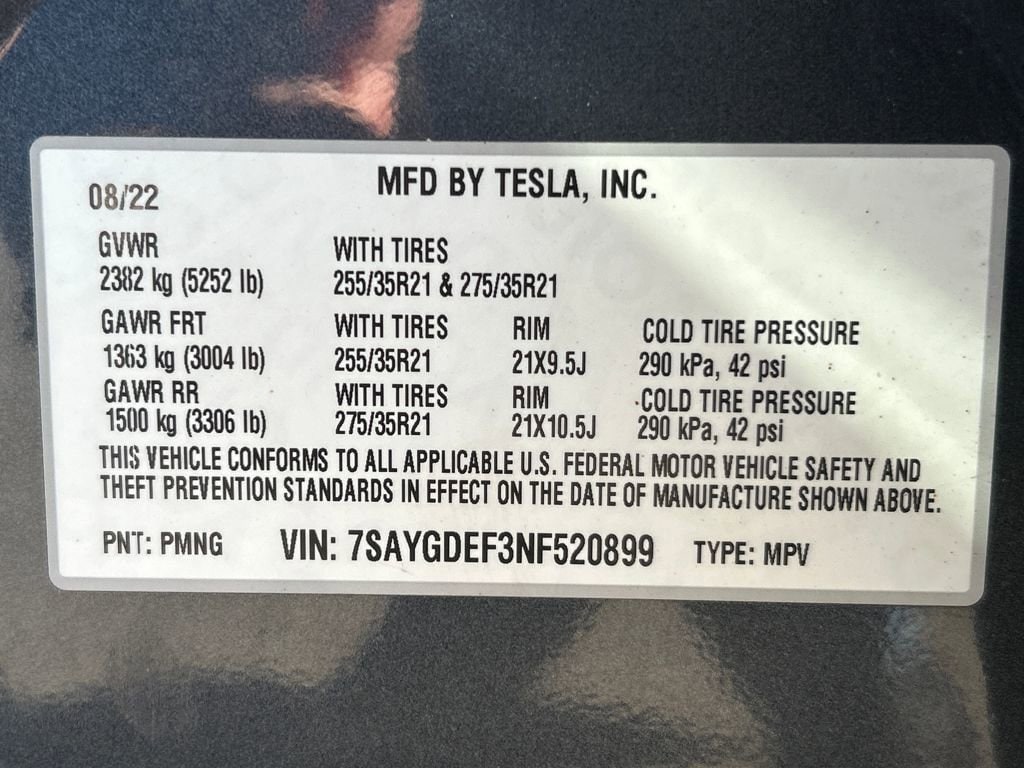 MFD BY TESLA, INC.
08/22
GVWR WITH TIRES
2382 kg (5252 lb) 255/35R21 & 275/35R21
GAWR FRT WITH TIRES RIM COLD TIRE PRESSURE
1363 kg (3004 lb) 255/35R21 21X9.5J 290 kPa, 42 psi
GAWR RR WITH TIRES RIM COLD TIRE PRESSURE
1500 kg (3306 lb) 275/35R21 21X10.5J 290 kPa, 42 psi
THIS VEHICLE CONFORMS TO ALL APPLICABLE U.S. FEDERAL MOTOR VEHICLE SAFETY AND
THEFT PREVENTION STANDARDS IN EFFECT ON THE DATE OF MANUFACTURE SHOWN ABOVE.
PNT: PMNG VIN: 7SAYGDEF3NF520899 TYPE: MPV